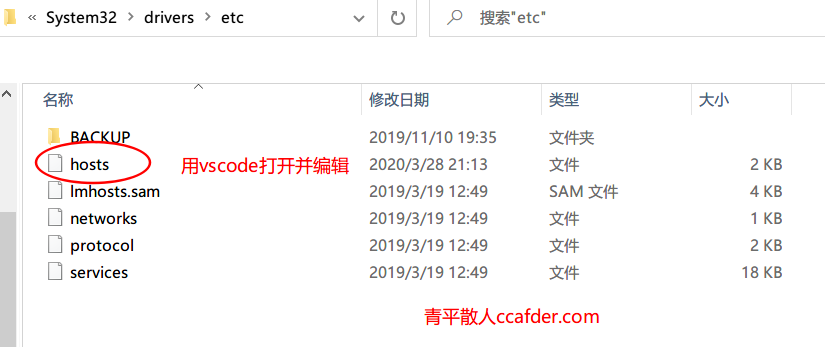 « System32 › drivers › etc 搜索"etc"
名称 修改日期 类型 大小
BACKUP 2019/11/10 19:35 文件夹
hosts 用vscode打开并编辑 2020/3/28 21:13 文件 2 KB
lmhosts.sam 2019/3/19 12:49 SAM 文件 4 KB
networks 2019/3/19 12:49 文件 1 KB
protocol 2019/3/19 12:49 文件 2 KB
services 2019/3/19 12:49 文件 18 KB
青平散人ccafder.com